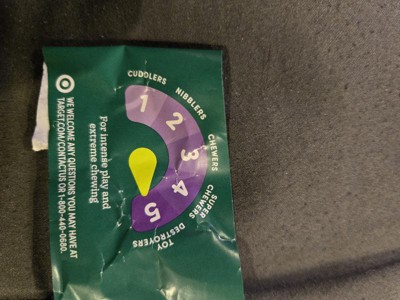 CUDDLERS
NIBBLERS
CHEWERS
SUPER
CHEWERS
TOY
DESTROYERS
1
2
3
4
5
For intense play and
extreme chewing
WE WELCOME ANY QUESTIONS YOU MAY HAVE AT
TARGET.COM/CONTACTUS OR 1-800-440-0680.